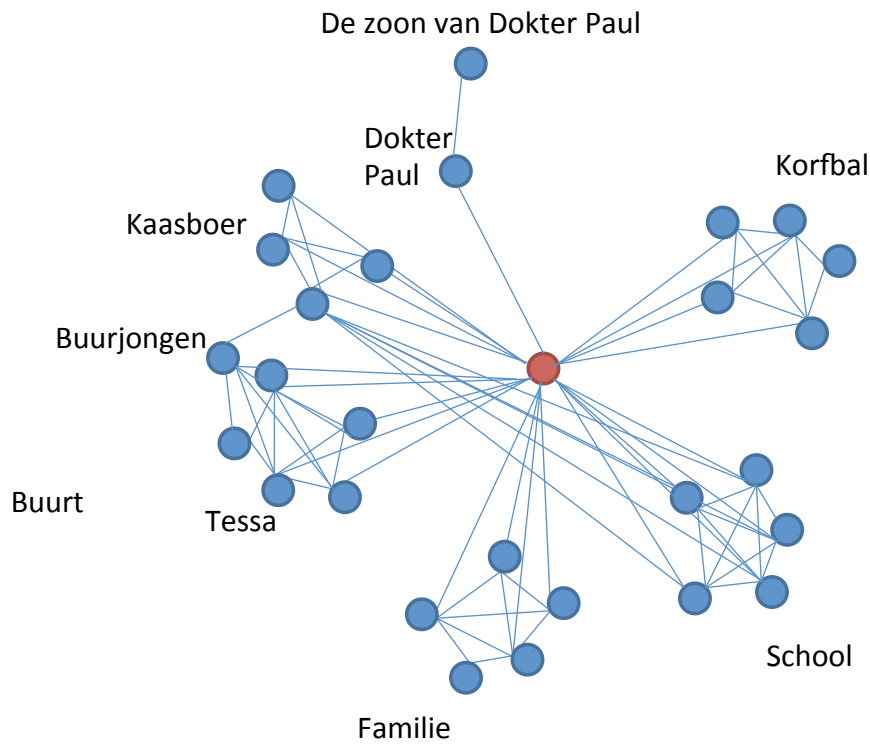 De zoon van Dokter Paul
Dokter
Paul
Korfbal
Kaasboer
Buurjongen
Buurt
Tessa
School
Familie